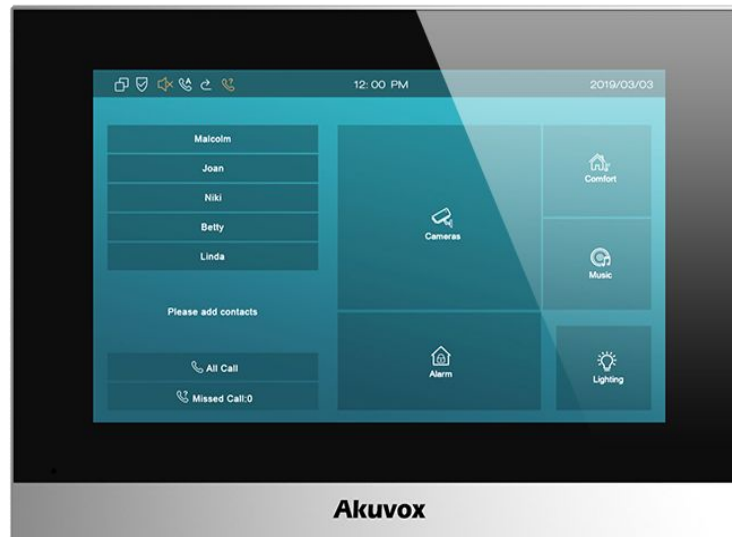 12:00 PM
2019/03/03
Malcolm
Joan
Niki
Betty
Linda
Please add contacts
All Call
Missed Call:0
Cameras
Alarm
Comfort
Music
Lighting
Akuvox